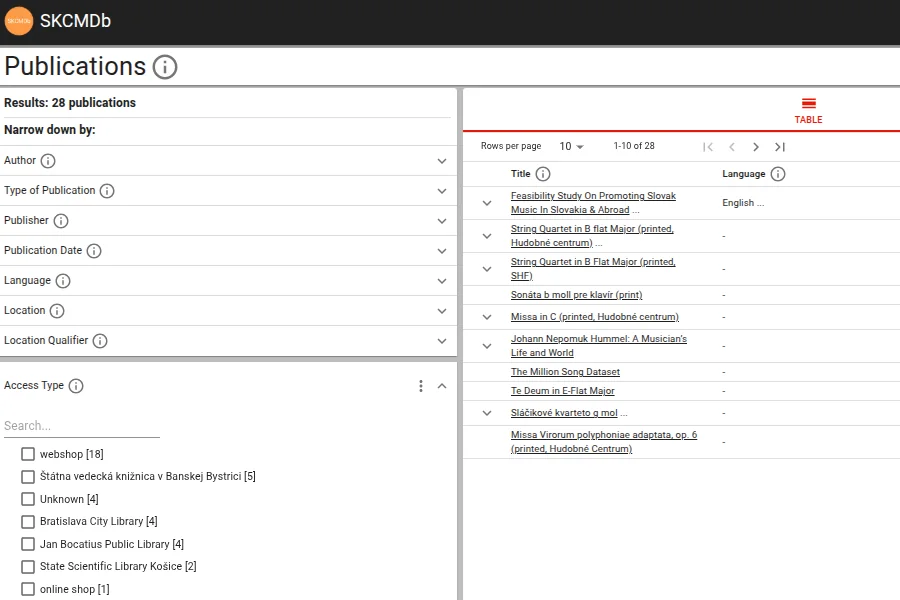 SKCMDb
SKCMDb
Publications
Results: 28 publications
Narrow down by:
Author
Type of Publication
Publisher
Publication Date
Language
Location
Location Qualifier
Access Type
Search...
webshop [18]
Štátna vedecká knižnica v Banskej Bystrici [5]
Unknown [4]
Bratislava City Library [4]
Jan Bocatius Public Library [4]
State Scientific Library Košice [2]
online shop [1]
TABLE
Rows per page 10 1-10 of 28
Title Language
Feasibility Study On Promoting Slovak
Music In Slovakia & Abroad ...
English ...
String Quartet in B flat Major (printed,
Hudobné centrum) ...
-
String Quartet in B Flat Major (printed,
SHF)
-
Sonáta b moll pre klavír (print) -
Missa in C (printed, Hudobné centrum) -
Johann Nepomuk Hummel: A Musician's
Life and World
-
The Million Song Dataset -
Te Deum in E-Flat Major -
Sláčikové kvarteto g mol ... -
Missa Virorum polyphoniae adaptata, op. 6
(printed, Hudobné Centrum)
-